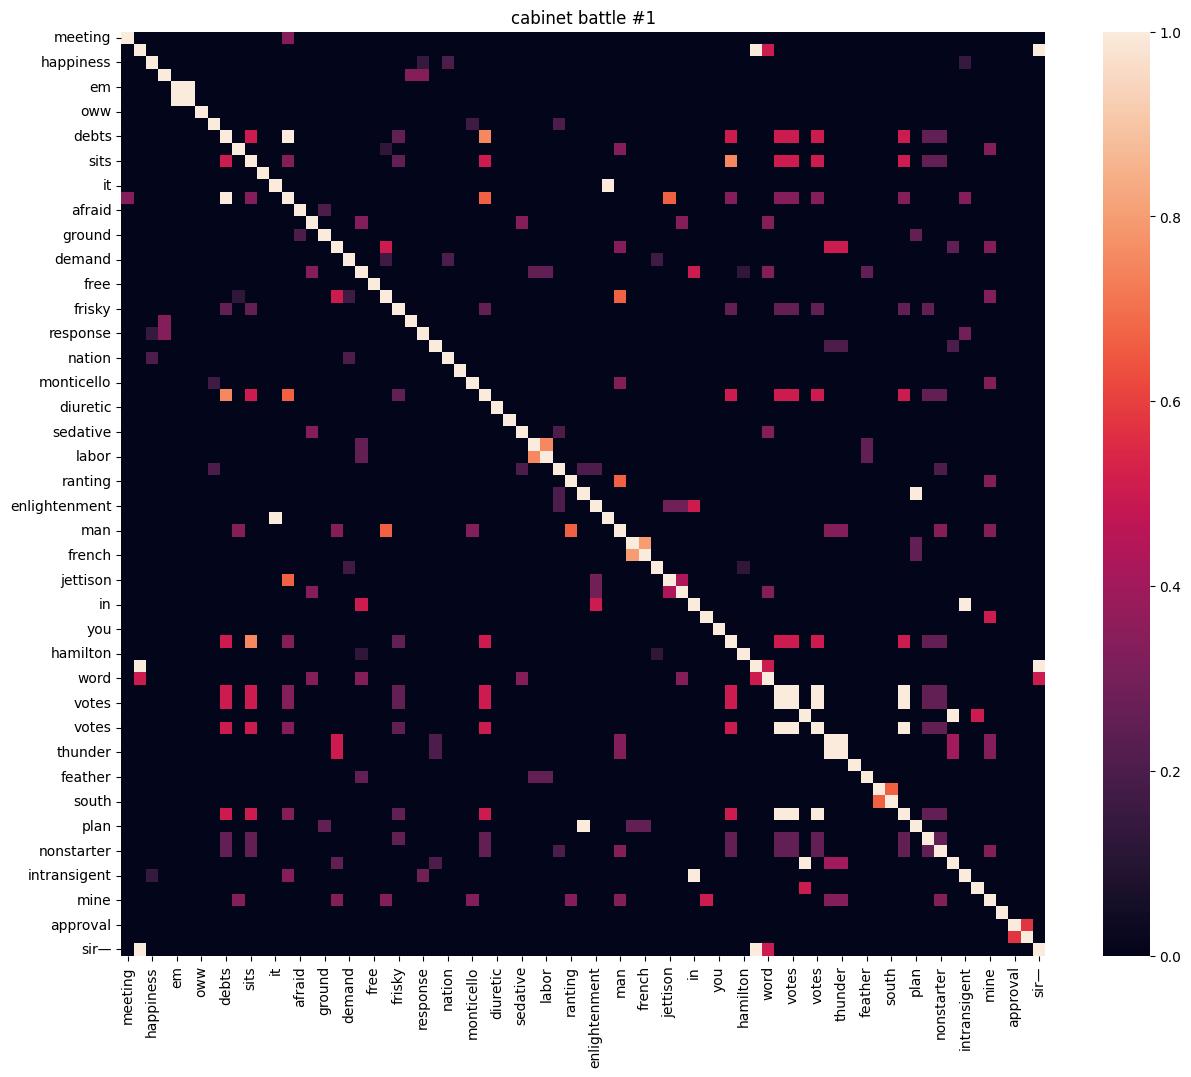 cabinet battle #1
meeting
happiness
em
oww
debts
sits
it
afraid
ground
demand
free
frisky
response
nation
monticello
diuretic
sedative
labor
ranting
enlightenment
man
french
jettison
in
you
hamilton
word
votes
votes
thunder
feather
south
plan
nonstarter
intransigent
mine
approval
sir—
meeting
happiness
em
oww
debts
sits
it
afraid
ground
demand
free
frisky
response
nation
monticello
diuretic
sedative
labor
ranting
enlightenment
man
french
jettison
in
you
hamilton
word
votes
votes
thunder
feather
south
plan
nonstarter
intransigent
mine
approval
sir—
1.0
0.8
0.6
0.4
0.2
0.0